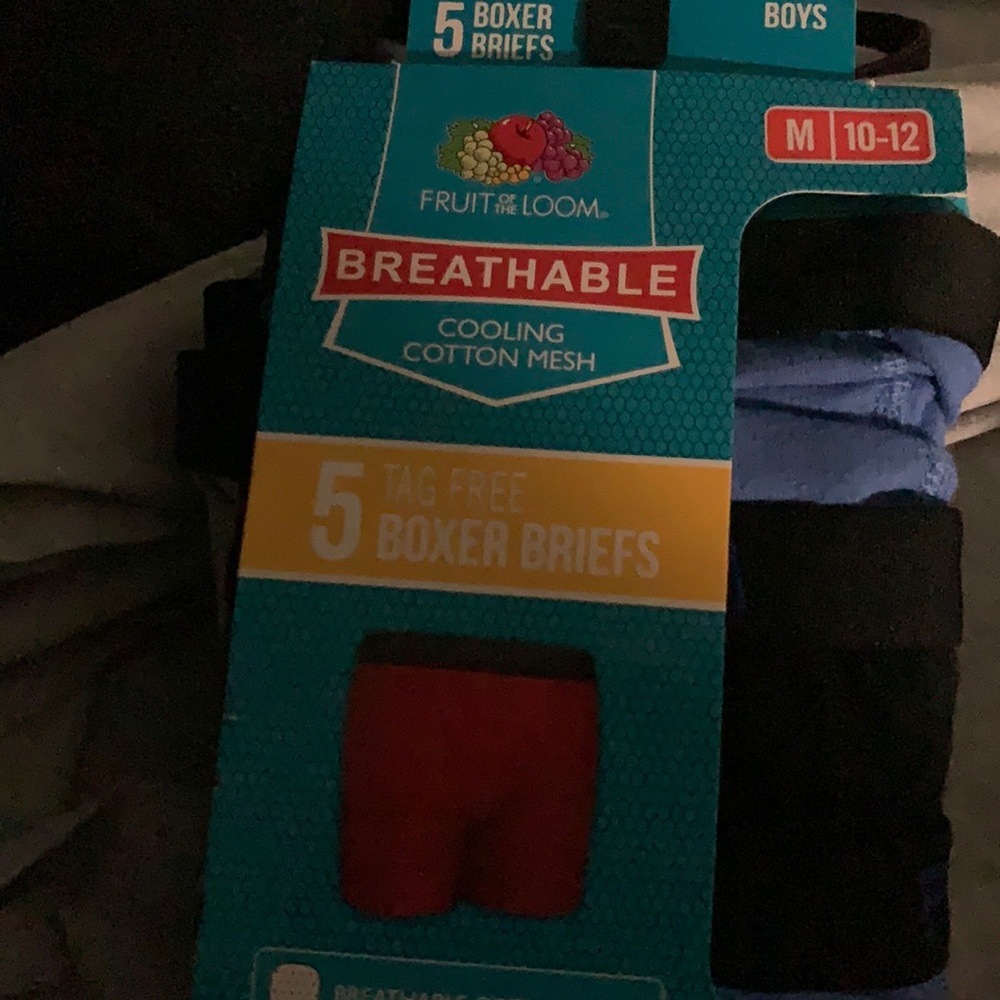 5 BOXER
BRIEFS
BOYS
M 10-12
FRUIT OF THE LOOM®
BREATHABLE
COOLING
COTTON MESH
5 TAG FREE
BOXER BRIEFS
BREATHABLE